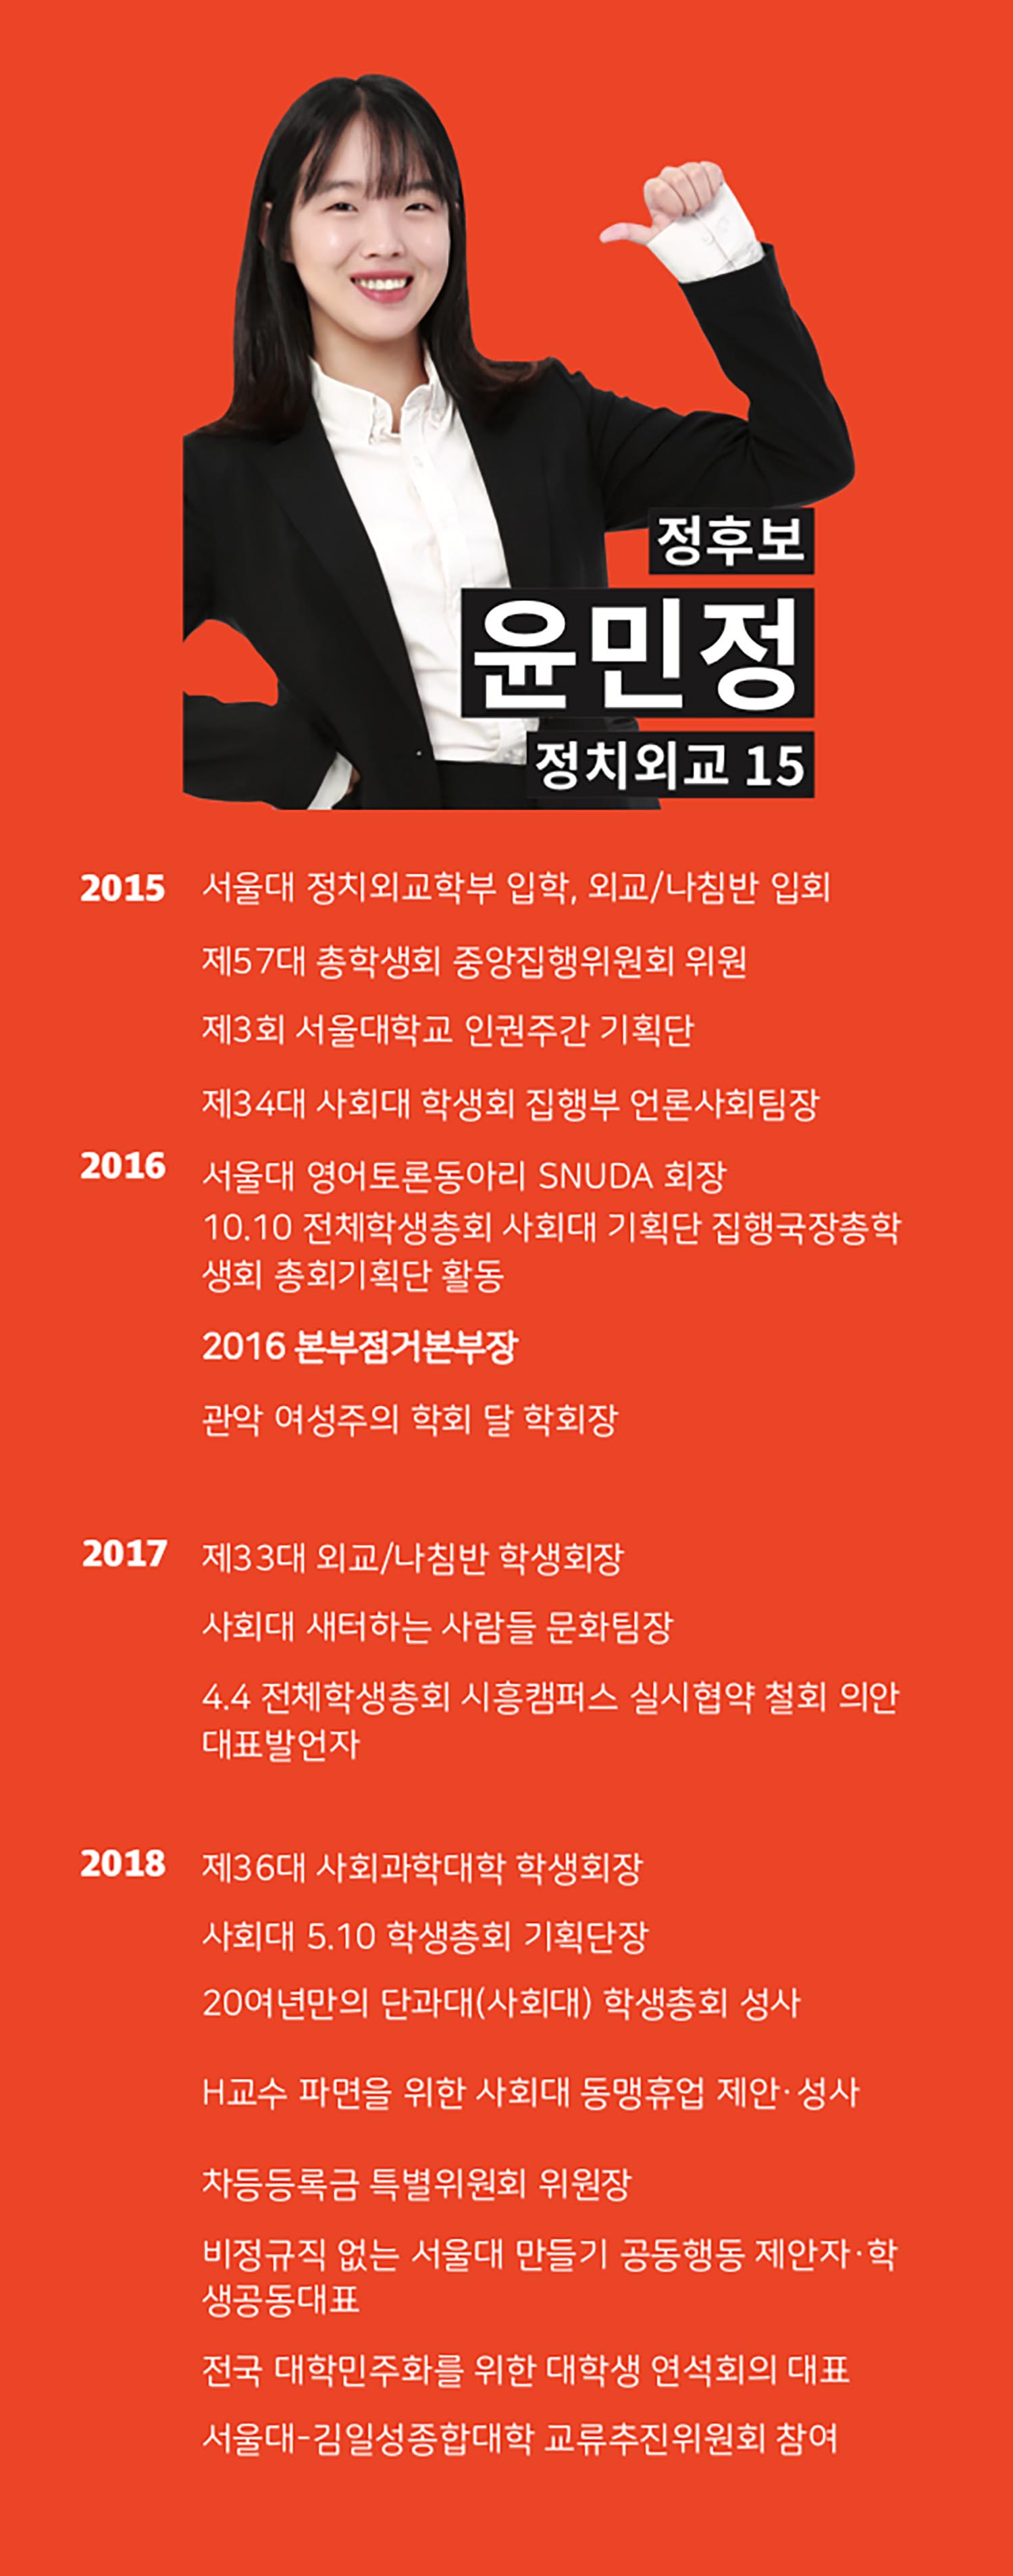 정후보
윤민정
정치외교 15
2015 서울대 정치외교학부 입학, 외교/나침반 입회
제57대 총학생회 중앙집행위원회 위원
제3회 서울대학교 인권주간 기획단
제34대 사회대 학생회 집행부 언론사회팀장
2016 서울대 영어토론동아리 SNUDA 회장
10.10 전체학생총회 사회대 기획단 집행국장총학
생회 총회기획단 활동
2016 본부점거본부장
관악 여성주의 학회 달 학회장
2017 제33대 외교/나침반 학생회장
사회대 새터하는 사람들 문화팀장
4.4 전체학생총회 시흥캠퍼스 실시협약 철회 의안
대표발언자
2018 제36대 사회과학대학 학생회장
사회대 5.10 학생총회 기획단장
20여년만의 단과대(사회대) 학생총회 성사
H교수 파면을 위한 사회대 동맹휴업 제안·성사
차등등록금 특별위원회 위원장
비정규직 없는 서울대 만들기 공동행동 제안자·학
생공동대표
전국 대학민주화를 위한 대학생 연석회의 대표
서울대-김일성종합대학 교류추진위원회 참여